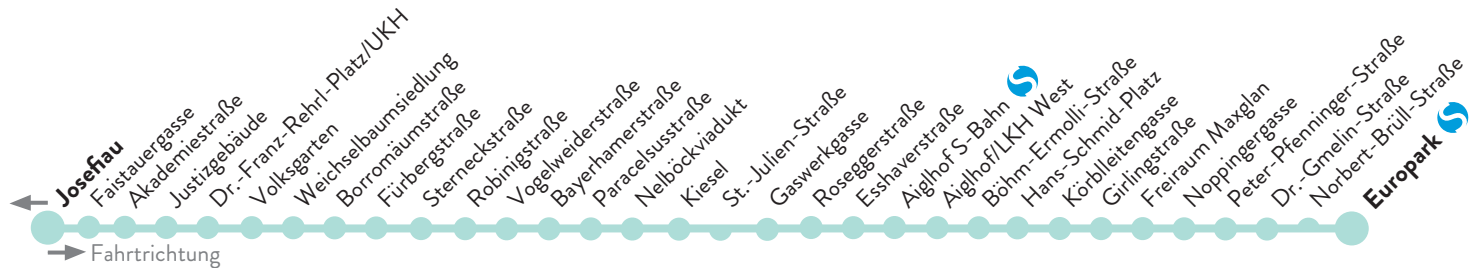 Josefiau
Faistauergasse
Akademiestraße
Justizgebäude
Dr.-Franz-Rehrl-Platz/UKH
Volksgarten
Weichselbaumsiedlung
Borromäumstraße
Fürbergstraße
Sterneckstraße
Robinigstraße
Vogelweiderstraße
Bayerhamerstraße
Paracelsusstraße
Nelböckviadukt
Kiesel
St.-Julien-Straße
Gaswerkgasse
Roseggerstraße
Esshaverstraße
Aiglhof S-Bahn
Aiglhof/LKH West
Böhm-Ermolli-Straße
Hans-Schmid-Platz
Körblleitengasse
Girlingstraße
Freiraum Maxglan
Noppingergasse
Peter-Pfenninger-Straße
Dr.-Gmelin-Straße
Norbert-Brüll-Straße
Europark
Fahrtrichtung